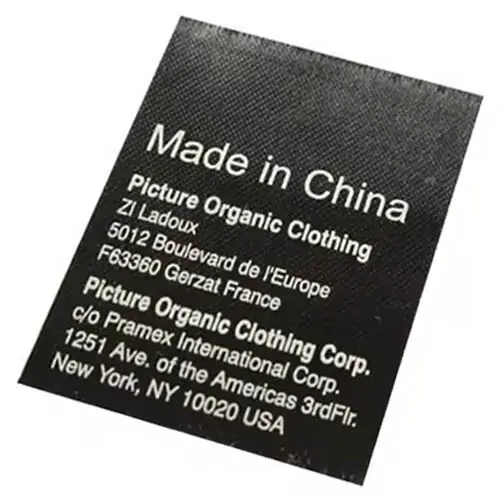 Made in China
Picture Organic Clothing
ZI Ladoux
5012 Boulevard de l'Europe
F63360 Gerzat France
Picture Organic Clothing Corp.
c/o Pramex International Corp.
1251 Ave. of the Americas 3rdFlr.
New York, NY 10020 USA